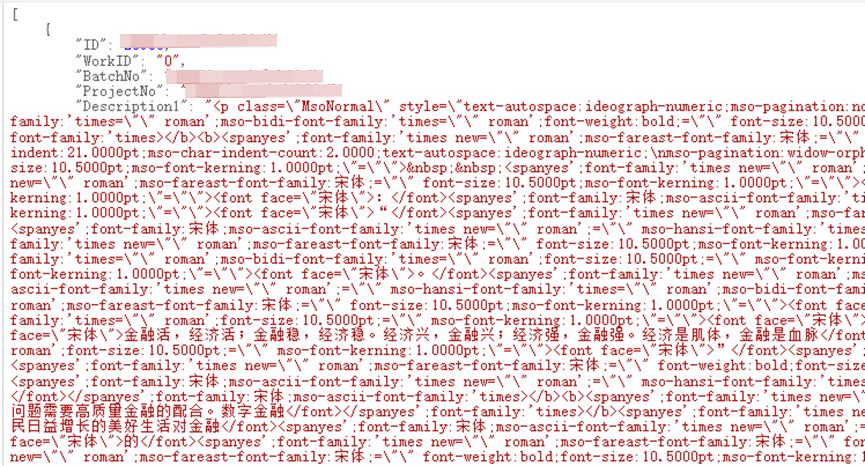 [
{
"ID":
"WorkID": "0",
"BatchNo":
"ProjectNo"
"Description1": "<p class=\"MsoNormal\" style=\"text-autospace:ideograph-numeric;mso-pagination:no
family:'times=\"\" roman';mso-bidi-font-family:'times=\"\" roman';font-weight:bold;=\"\" font-size:10.500
font-family:'times></b><b><spanyes';font-family:'times new=\"\" roman';mso-fareast-font-family:宋体;=\"\"
indent:21.0000pt;mso-char-indent-count:2.0000;text-autospace:ideograph-numeric;\nmso-pagination:widow-orph
size:10.5000pt;mso-font-kerning:1.0000pt;\"=\"\">&nbsp;&nbsp;<spanyes';font-family:'times new=\"\" roman';
new=\"\" roman';mso-fareast-font-family:宋体;=\"\" font-size:10.5000pt;mso-font-kerning:1.0000pt;\"=\"\"><
kerning:1.0000pt;\"=\"\"><font face=\"宋体\">：</font><spanyes';font-family:宋体;mso-ascii-font-family:'ti
kerning:1.0000pt;\"=\"\"><font face=\"宋体\">“</font><spanyes';font-family:'times new=\"\" roman';mso-fa
<spanyes';font-family:宋体;mso-ascii-font-family:'times new\"\" roman';=\"\" mso-hansi-font-family:'times
family:'times new=\"\" roman';mso-fareast-font-family:宋体;=\"\" font-size:10.5000pt;mso-font-kerning:1.00
family:'times=\"\" roman';mso-bidi-font-family:'times=\"\" roman';font-size:10.5000pt;=\"\" mso-font-kerni
font-kerning:1.0000pt;\"=\"\"><font face=\"宋体\">。</font><spanyes';font-family:'times new=\"\" roman';ms
ascii-font-family:'times new\"\" roman';=\"\" mso-hansi-font-family:'times=\"\" roman';mso-bidi-font-famil
roman';mso-fareast-font-family:宋体;=\"\" font-size:10.5000pt;mso-font-kerning:1.0000pt;\"=\"\"><font face
family:'times=\"\" roman';font-size:10.5000pt;=\"\" mso-font-kerning:1.0000pt;\"=\"\"><font face=\"宋体\">
face=\"宋体\">金融活，经济活；金融稳，经济稳。经济兴，金融兴；经济强，金融强。经济是肌体，金融是血脉</font
roman';font-size:10.5000pt;=\"\" mso-font-kerning:1.0000pt;\"=\"\"><font face=\"宋体\">”</font><spanyes'
<spanyes';font-family:'times new=\"\" roman';mso-fareast-font-family:宋体;=\"\" font-weight:bold;font-size
<spanyes';font-family:宋体;mso-ascii-font-family:'times new\"\" roman';=\"\" mso-hansi-font-family:'times=
</font></spanyes';font-family:宋体;mso-ascii-font-family:'times></b><b><spanyes';font-family:'times new=\"
问题需要高质量金融的配合。数字金融</font></spanyes';font-family:'times></b><spanyes';font-family:'times new=
民日益增长的美好生活对金融</font><spanyes';font-family:'times new=\"\" roman';mso-fareast-font-family:宋体;
face=\"宋体\">的</font><spanyes';font-family:'times new=\"\" roman';mso-fareast-font-family:宋体;=\"\" fon
new=\"\" roman';mso-fareast-font-family:宋体;=\"\" font-weight:bold;font-size:10.5000pt;mso-font-kerning:1